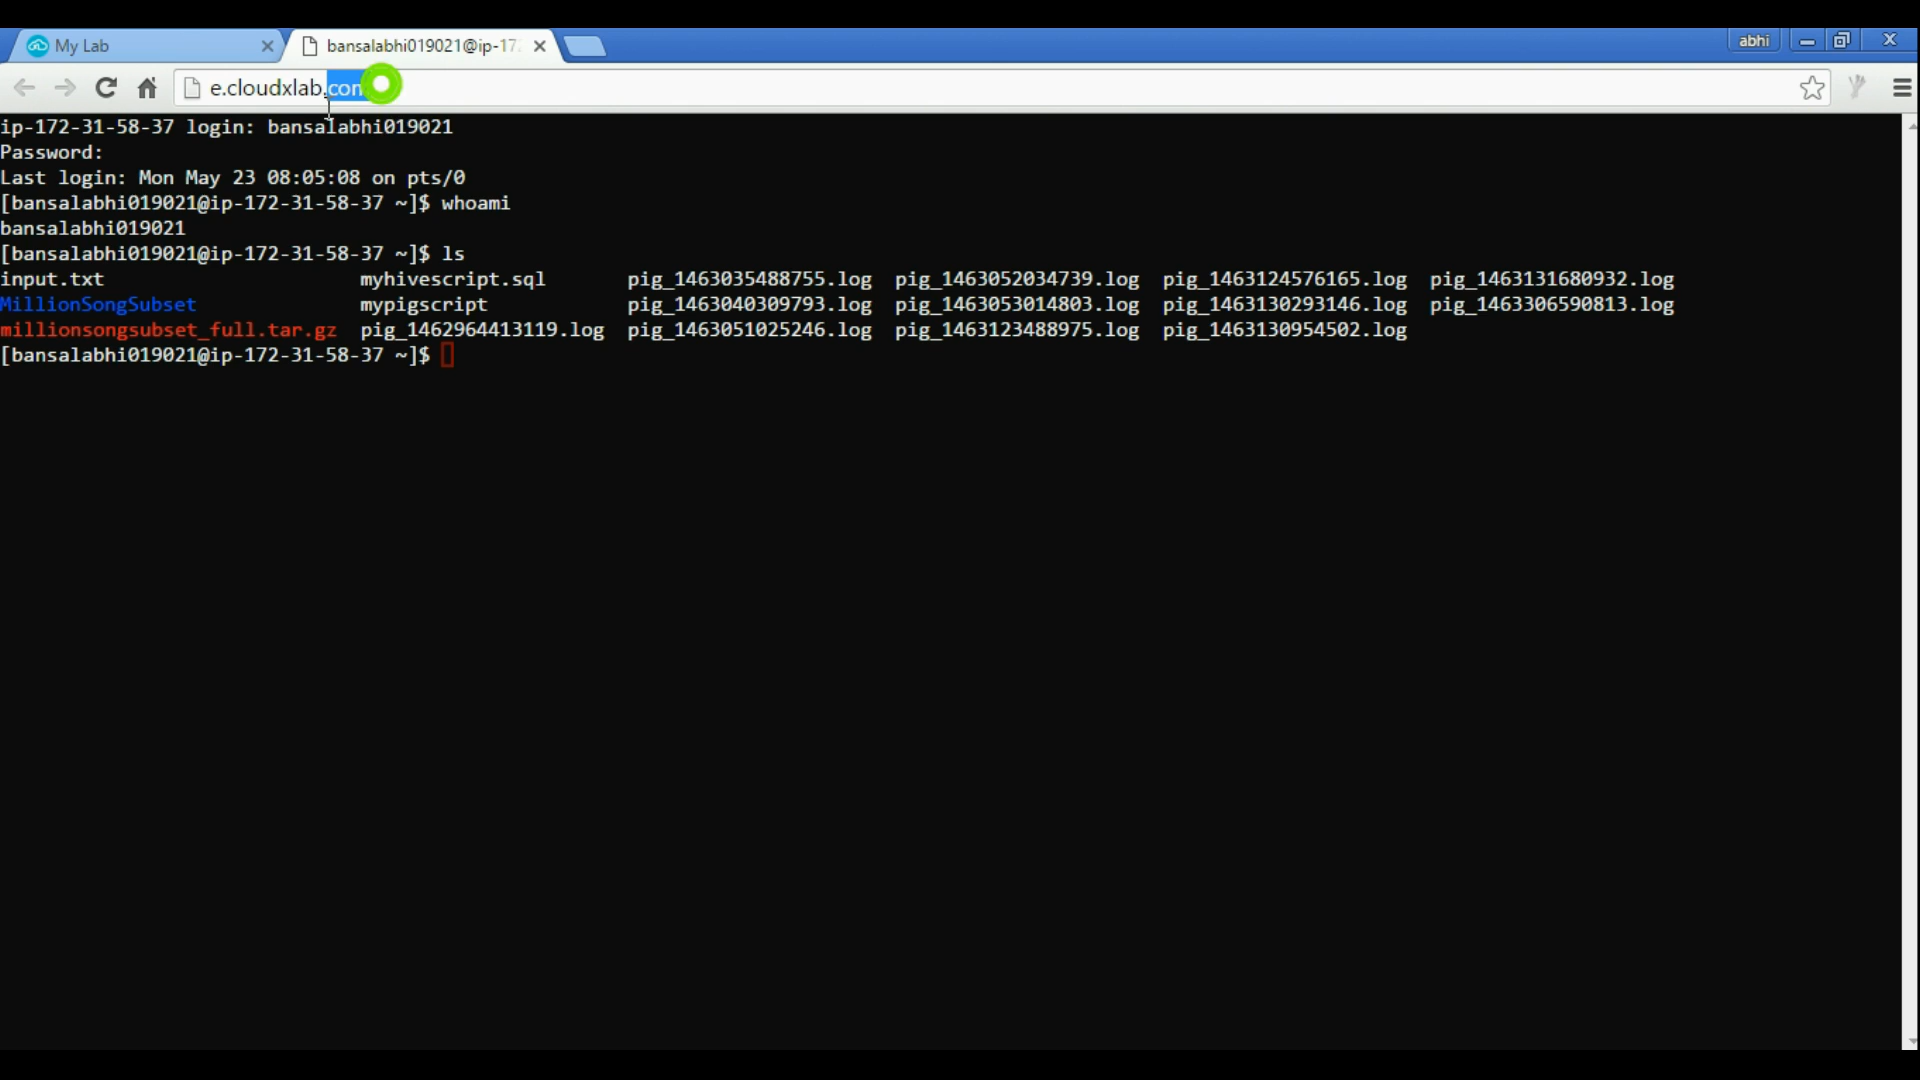 My Lab
bansalabhi019021@ip-17
abhi
e.cloudxlab.com
ip-172-31-58-37 login: bansalabhi019021
Password:
Last login: Mon May 23 08:05:08 on pts/0
[bansalabhi019021@ip-172-31-58-37 ~]$ whoami
bansalabhi019021
[bansalabhi019021@ip-172-31-58-37 ~]$ ls
input.txt myhivescript.sql pig_1463035488755.log pig_1463052034739.log pig_1463124576165.log pig_1463131680932.log
MillionSongSubset mypigscript pig_1463040309793.log pig_1463053014803.log pig_1463130293146.log pig_1463306590813.log
millionsongsubset_full.tar.gz pig_1462964413119.log pig_1463051025246.log pig_1463123488975.log pig_1463130954502.log
[bansalabhi019021@ip-172-31-58-37 ~]$